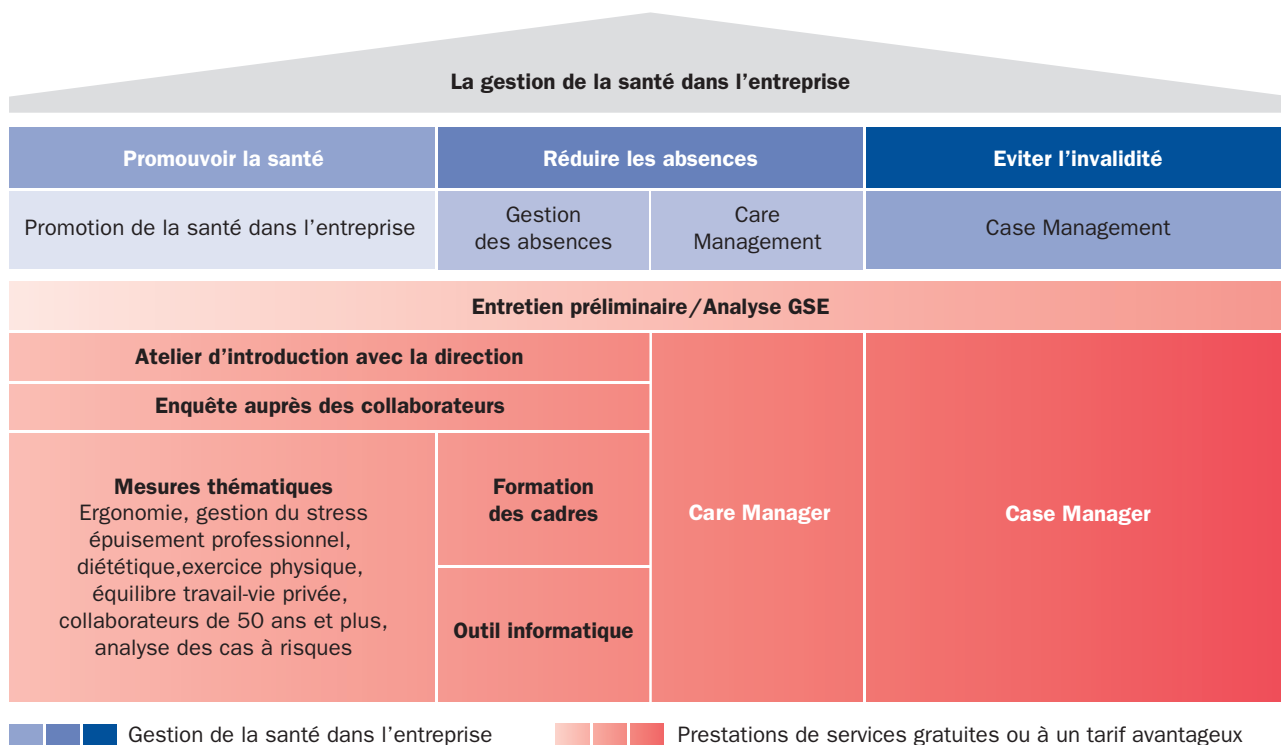 La gestion de la santé dans l'entreprise
Promouvoir la santé
Réduire les absences
Eviter l'invalidité
Promotion de la santé dans l'entreprise
Gestion
des absences
Care
Management
Case Management
Entretien préliminaire/Analyse GSE
Atelier d'introduction avec la direction
Enquête auprès des collaborateurs
Mesures thématiques
Ergonomie, gestion du stress
épuisement professionnel,
diététique,exercice physique,
équilibre travail-vie privée,
collaborateurs de 50 ans et plus,
analyse des cas à risques
Formation
des cadres
Outil informatique
Care Manager
Case Manager
Gestion de la santé dans l'entreprise
Prestations de services gratuites ou à un tarif avantageux